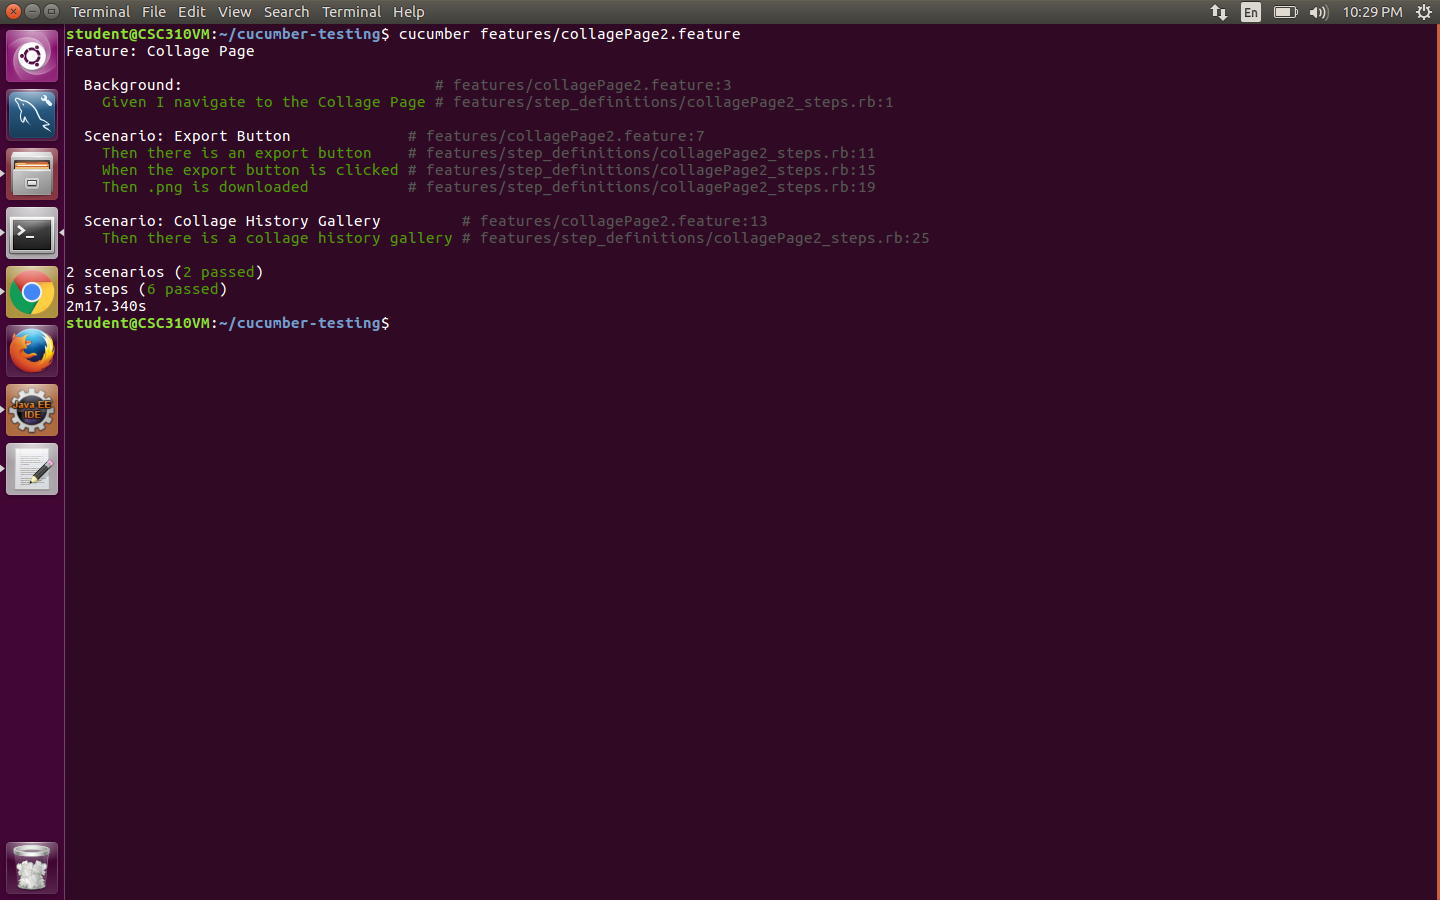 Terminal File Edit View Search Terminal Help En 10:29 PM
student@CSC310VM:~/cucumber-testing$ cucumber features/collagePage2.feature
Feature: Collage Page
Background: # features/collagePage2.feature:3
Given I navigate to the Collage Page # features/step_definitions/collagePage2_steps.rb:1
Scenario: Export Button # features/collagePage2.feature:7
Then there is an export button # features/step_definitions/collagePage2_steps.rb:11
When the export button is clicked # features/step_definitions/collagePage2_steps.rb:15
Then .png is downloaded # features/step_definitions/collagePage2_steps.rb:19
Scenario: Collage History Gallery # features/collagePage2.feature:13
Then there is a collage history gallery # features/step_definitions/collagePage2_steps.rb:25
2 scenarios (2 passed)
6 steps (6 passed)
2m17.340s
student@CSC310VM:~/cucumber-testing$
Java EE
IDE